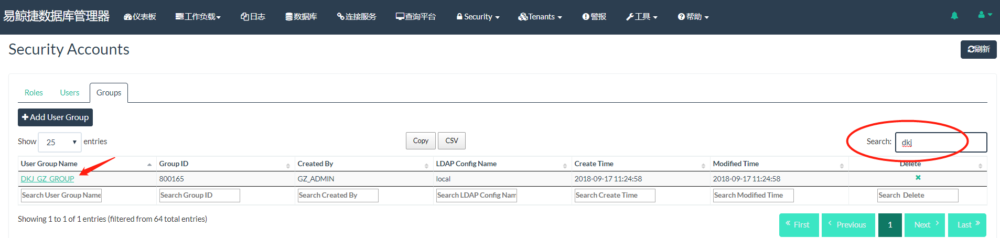 易鲸捷数据库管理器 仪表板 工作负载 日志 数据库 连接服务 查询平台 Security Tenants 警报 工具 帮助
Security Accounts 刷新
Roles Users Groups
Add User Group
Show 25 entries Copy CSV Search: dkj
User Group Name Group ID Created By LDAP Config Name Create Time Modified Time Delete
DKJ_GZ_GROUP 800165 GZ_ADMIN local 2018-09-17 11:24:58 2018-09-17 11:24:58
Search User Group Name Search Group ID Search Created By Search LDAP Config Nam Search Create Time Search Modified Time Search Delete
Showing 1 to 1 of 1 entries (filtered from 64 total entries)
« First ‹ Previous 1 Next › Last »